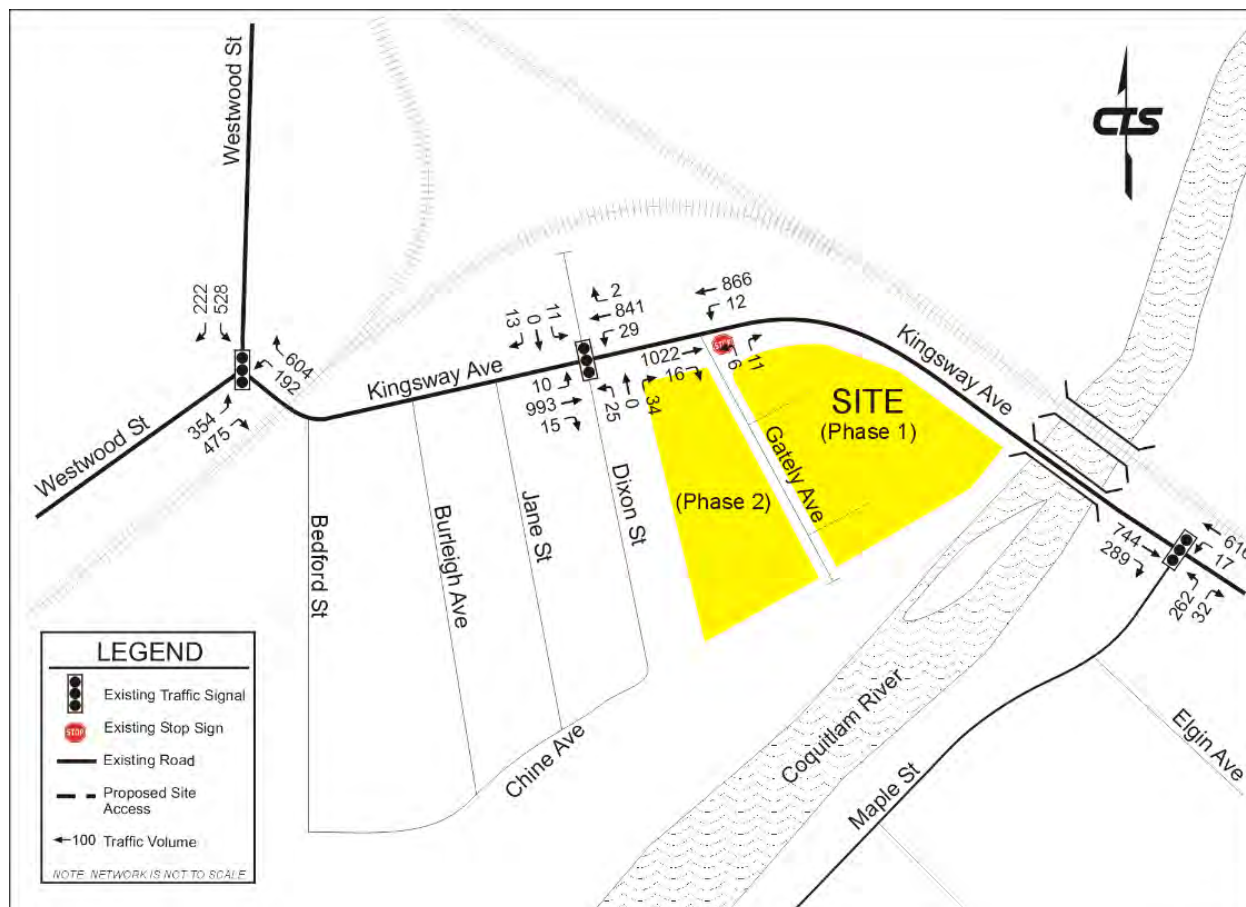 Westwood St
CTS
222
528
604
192
354
475
Westwood St
Kingsway Ave
13
0
11
2
841
29
10
993
15
25
0
34
866
12
1022
16
STOP
6
11
Kingsway Ave
SITE
(Phase 1)
(Phase 2)
Gately Ave
Bedford St
Burleigh Ave
Jane St
Dixon St
Chine Ave
744
289
616
17
262
32
Coquitlam River
Maple St
Elgin Ave
LEGEND
Existing Traffic Signal
STOP Existing Stop Sign
Existing Road
Proposed Site
Access
100 Traffic Volume
NOTE: NETWORK IS NOT TO SCALE